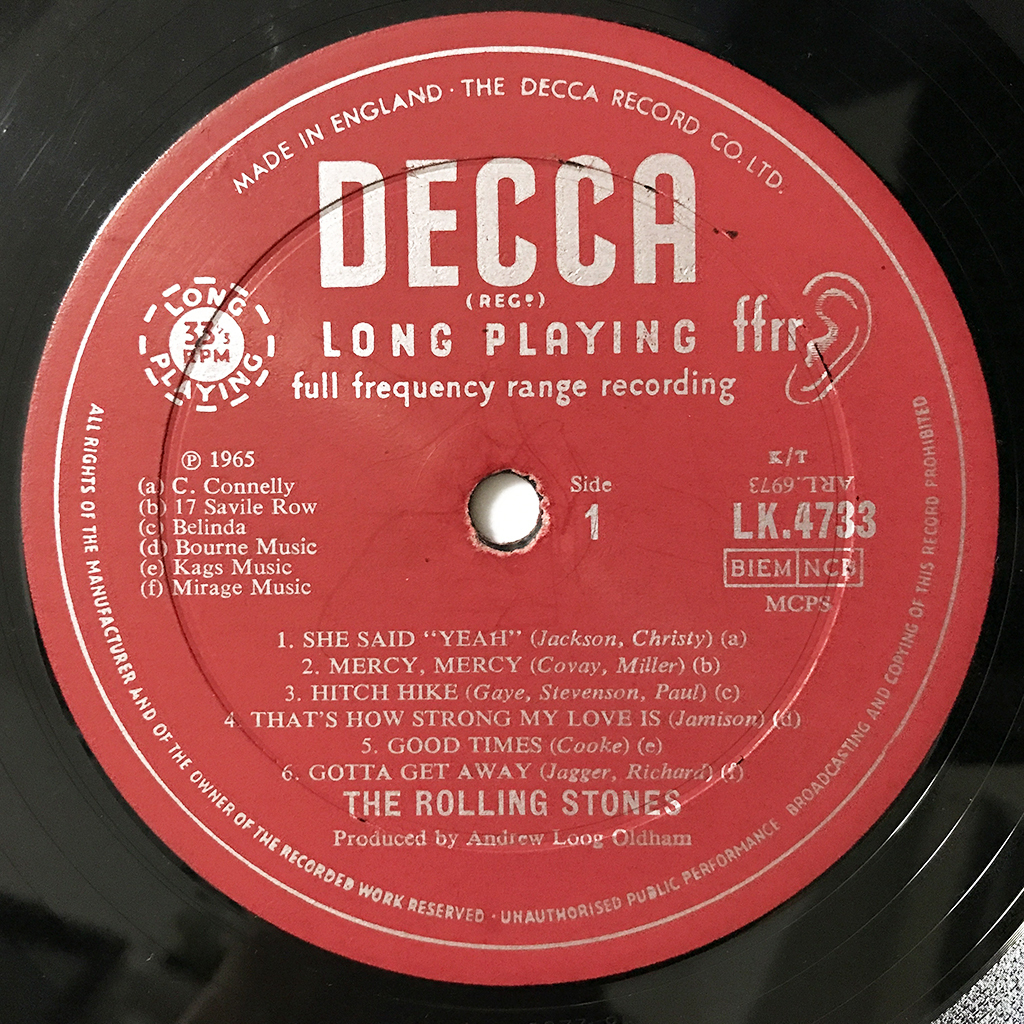 MADE IN ENGLAND · THE DECCA RECORD CO. LTD.
DECCA
(REGD)
LONG PLAYING
33⅓
RPM
LONG PLAYING
ffrr
full frequency range recording
℗ 1965
(a) C. Connelly
(b) 17 Savile Row
(c) Belinda
(d) Bourne Music
(e) Kags Music
(f) Mirage Music
Side
1
K/T
ARL.6973
LK.4733
BIEM NCB
MCPS
1. SHE SAID “YEAH” (Jackson, Christy) (a)
2. MERCY, MERCY (Covay, Miller) (b)
3. HITCH HIKE (Gaye, Stevenson, Paul) (c)
4. THAT'S HOW STRONG MY LOVE IS (Jamison) (d)
5. GOOD TIMES (Cooke) (e)
6. GOTTA GET AWAY (Jagger, Richard) (f)
THE ROLLING STONES
Produced by Andrew Loog Oldham
ALL RIGHTS OF THE MANUFACTURER AND OF THE OWNER OF THE RECORDED WORK RESERVED · UNAUTHORISED PUBLIC PERFORMANCE BROADCASTING AND COPYING OF THIS RECORD PROHIBITED